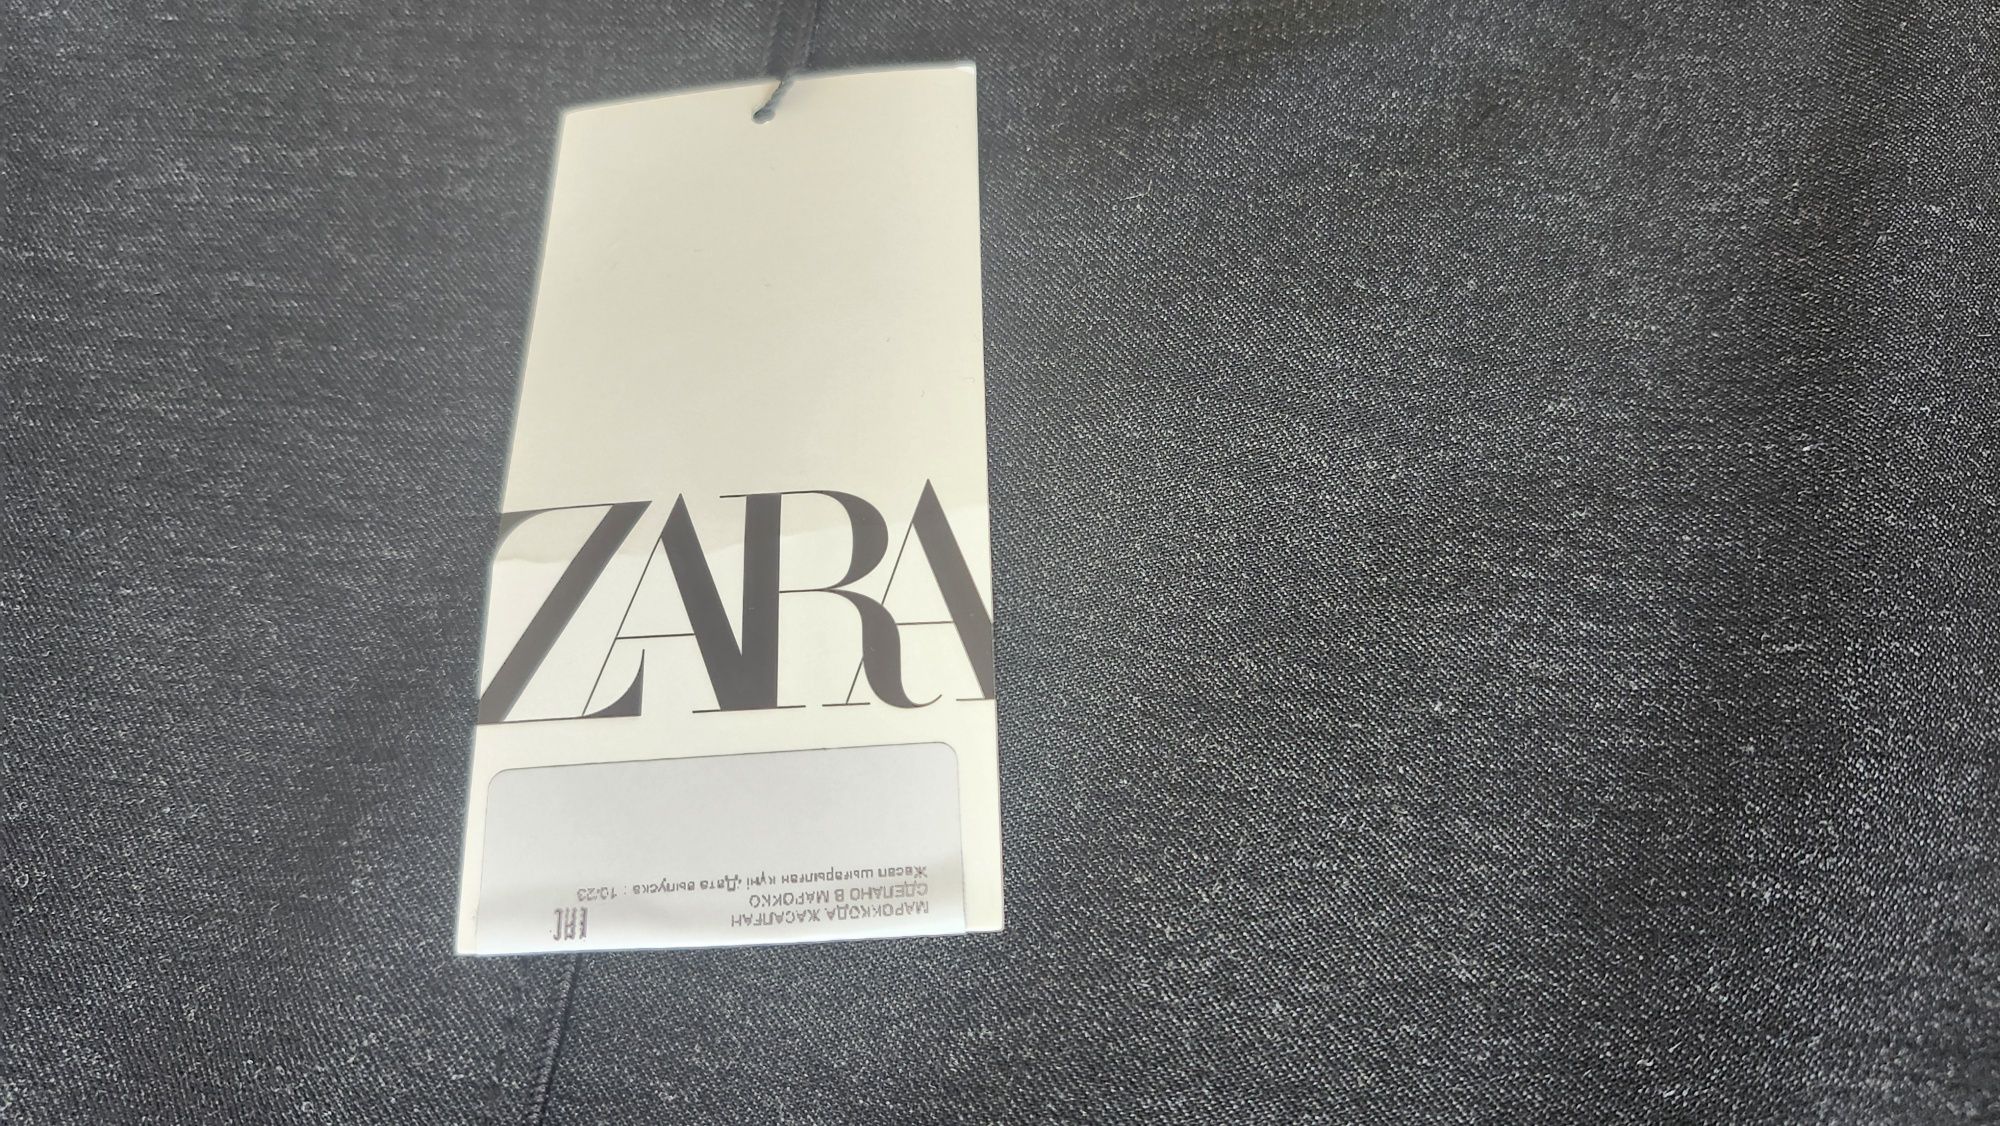 ZARA
МАРОККОДА ЖАСАЛҒАН
СДЕЛАНО В МАРОККО
Жасап шығарылған күні /Дата выпуска : 10/23
EAC